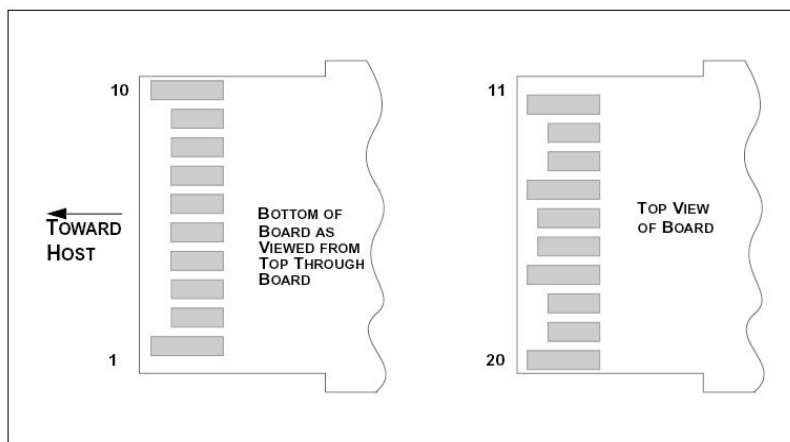 10
TOWARD
HOST
BOTTOM OF
BOARD AS
VIEWED FROM
TOP THROUGH
BOARD
1
11
TOP VIEW
OF BOARD
20